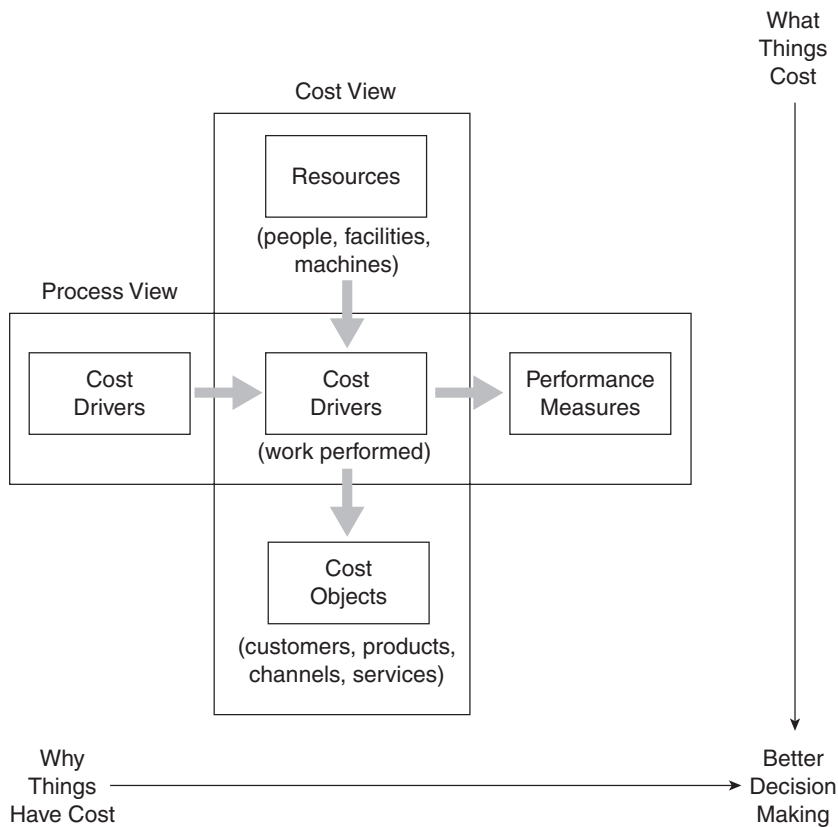 What
Things
Cost
Cost View
Resources
(people, facilities,
machines)
Process View
Cost
Drivers
Cost
Drivers
(work performed)
Performance
Measures
Cost
Objects
(customers, products,
channels, services)
Why
Things
Have Cost
Better
Decision
Making